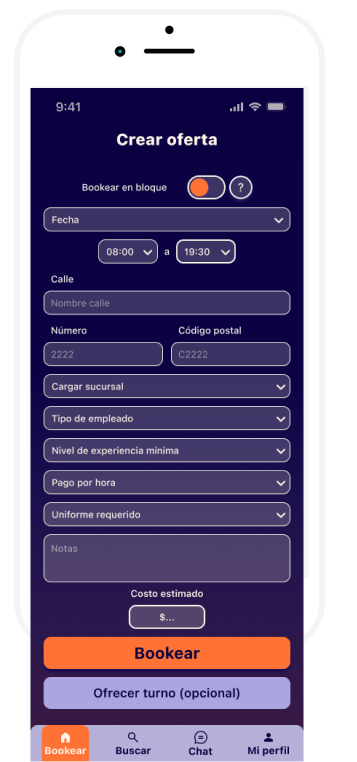 9:41
Crear oferta
Bookear en bloque ?
Fecha
08:00 a 19:30
Calle
Nombre calle
Número Código postal
2222 C2222
Cargar sucursal
Tipo de empleado
Nivel de experiencia minima
Pago por hora
Uniforme requerido
Notas
Costo estimado
$...
Bookear
Ofrecer turno (opcional)
Bookear Buscar Chat Mi perfil